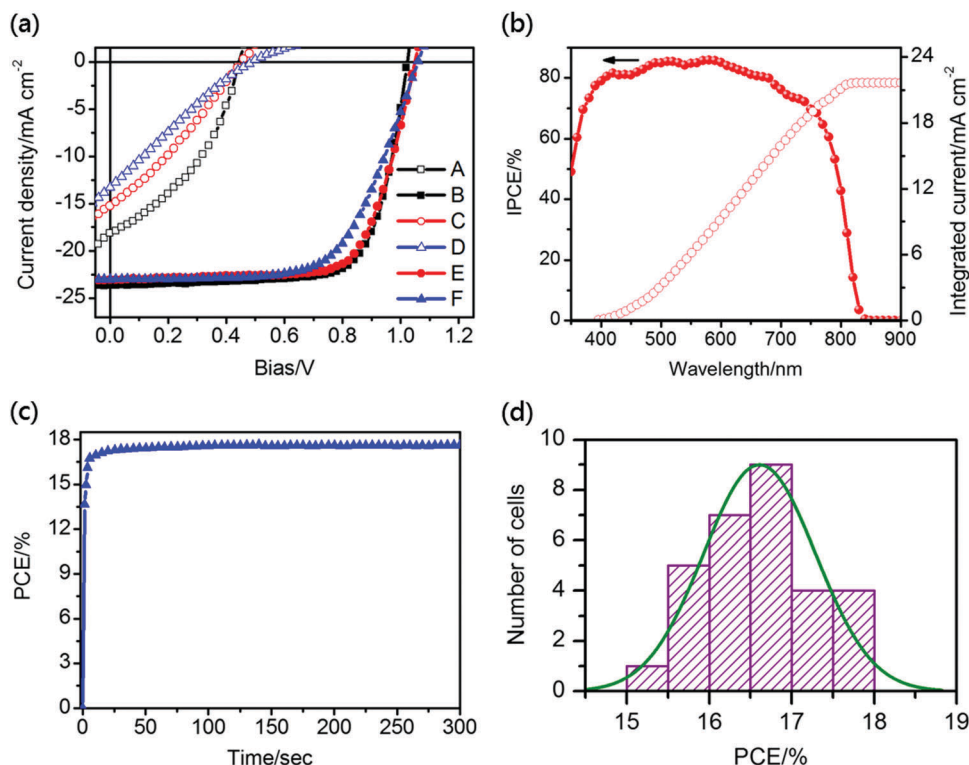 (a)
0
-5
-10
-15
-20
-25
Current density/mA cm⁻²
0.0 0.2 0.4 0.6 0.8 1.0 1.2
Bias/V
A
B
C
D
E
F
(b)
80
60
40
20
0
IPCE/%
24
18
12
6
0
Integrated current/mA cm⁻²
400 500 600 700 800 900
Wavelength/nm
(c)
18
15
12
9
6
3
0
PCE/%
0 50 100 150 200 250 300
Time/sec
(d)
10
8
6
4
2
0
Number of cells
15 16 17 18 19
PCE/%